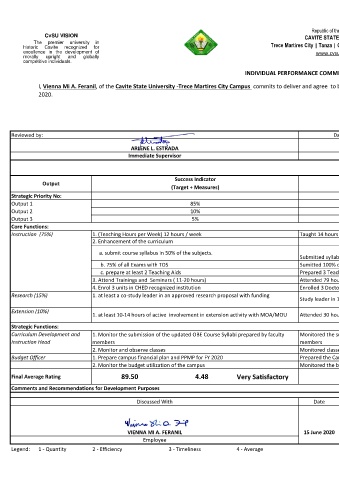 CvSU VISION
The premier university in
historic Cavite recognized for
excellence in the development of
morally upright and globally
competitive individuals.
Republic of the
CAVITE STATE
Trece Martires City | Tanza | C
www.cvsu
INDIVIDUAL PERFORMANCE COMMI
I, Vienna Mi A. Feranil, of the Cavite State University -Trece Martires City Campus commits to deliver and agree to b
2020.
Reviewed by: Da
ARLENE L. ESTRADA
Immediate Supervisor
Output Success Indicator
(Target + Measures)
Strategic Priority No:
Output 1 85%
Output 2 10%
Output 3 5%
Core Functions:
Instruction (75%) 1. (Teaching Hours per Week) 12 hours / week Taught 14 hours
2. Enhancement of the curriculum
a. submit course syllabi in 50% of the subjects. Submitted syllab
b. 75% of all Exams with TOS Sumitted 100% o
c. prepare at least 2 Teaching Aids Prepared 3 Teac
3. Attend Trainings and Seminars ( 11-20 hours) Attended 79 ho
4. Enrol 3 units in CHED recognized institution Enrolled 3 Docto
Research (15%) 1. at least a co-study leader in an approved research proposal with funding Study leader in 1
Extension (10%) 1. at least 10-14 hours of active involvement in extension activity with MOA/MOU Attended 30 hou
Strategic Functions:
Curriculum Development and
Instruction Head
1. Monitor the submission of the updated OBE Course Syllabi prepared by faculty
members
Monitored the s
members
2. Monitor and observe classes Monitored classe
Budget Officer 1. Prepare campus financial plan and PPMP for FY 2020 Prepared the Ca
2. Monitor the budget utilization of the campus Monitored the b
Final Average Rating 89.50 4.48 Very Satisfactory
Comments and Recommendations for Development Purposes
Discussed With Date
VIENNA MI A. FERANIL 15 June 2020
Employee
Legend: 1 - Quantity 2 - Efficiency 3 - Timeliness 4 - Average